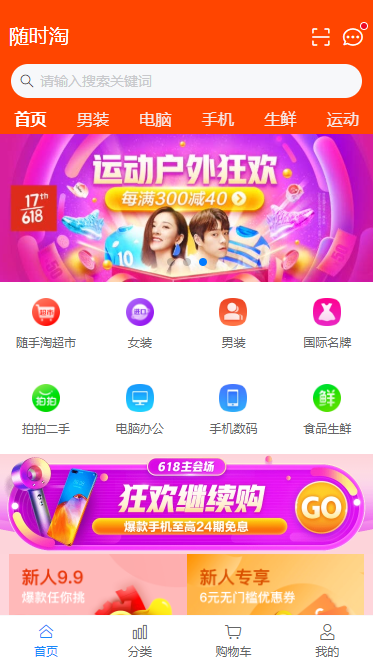 随时淘
请输入搜索关键词
首页 男装 电脑 手机 生鲜 运动
运动户外狂欢
每满300减40
17th
618
10
50
超市 进口
随手淘超市 女装 男装 国际名牌
拍拍 鲜
拍拍二手 电脑办公 手机数码 食品生鲜
618主会场
狂欢继续购
GO
爆款手机至高24期免息
新人9.9 新人专享
爆款任你挑 6元无门槛优惠券
首页 分类 购物车 我的